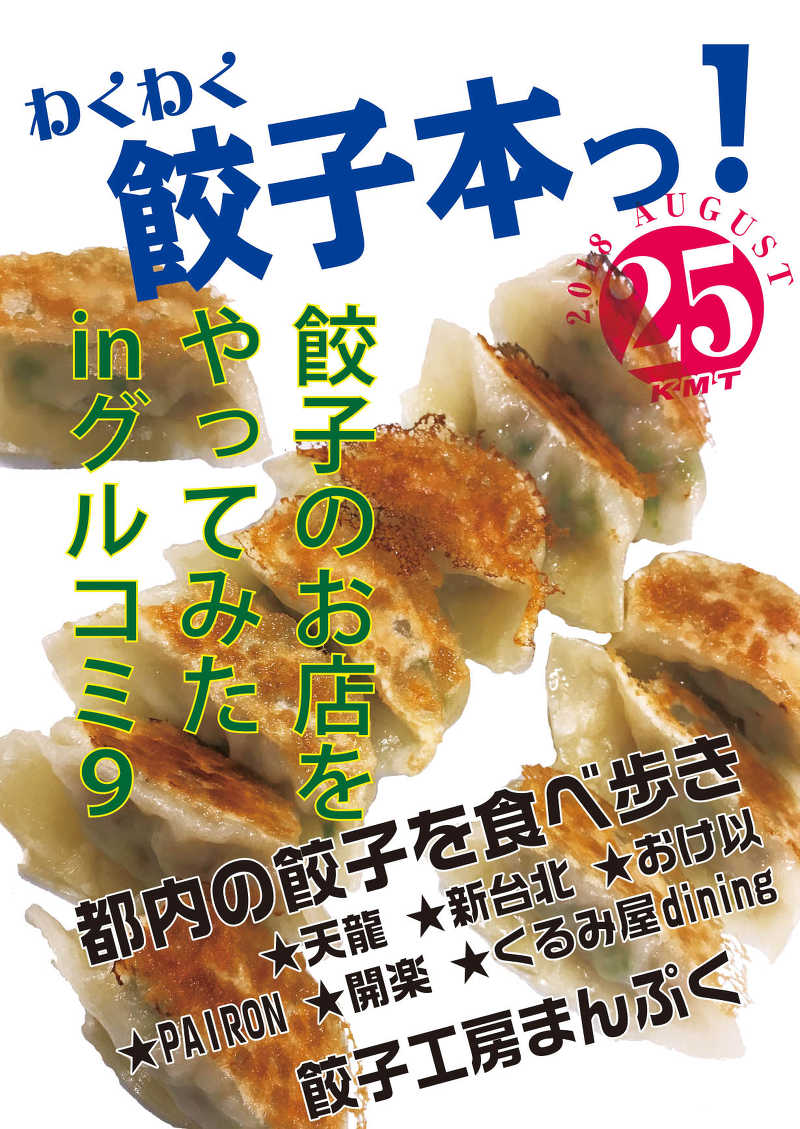 わくわく
餃子本っ!
2018 AUGUST
25
KMT
餃子のお店を
やってみた
inグルコミ9
都内の餃子を食べ歩き
★天龍 ★新台北 ★おけ以
★PAIRON ★開楽 ★くるみ屋dining
餃子工房まんぷく